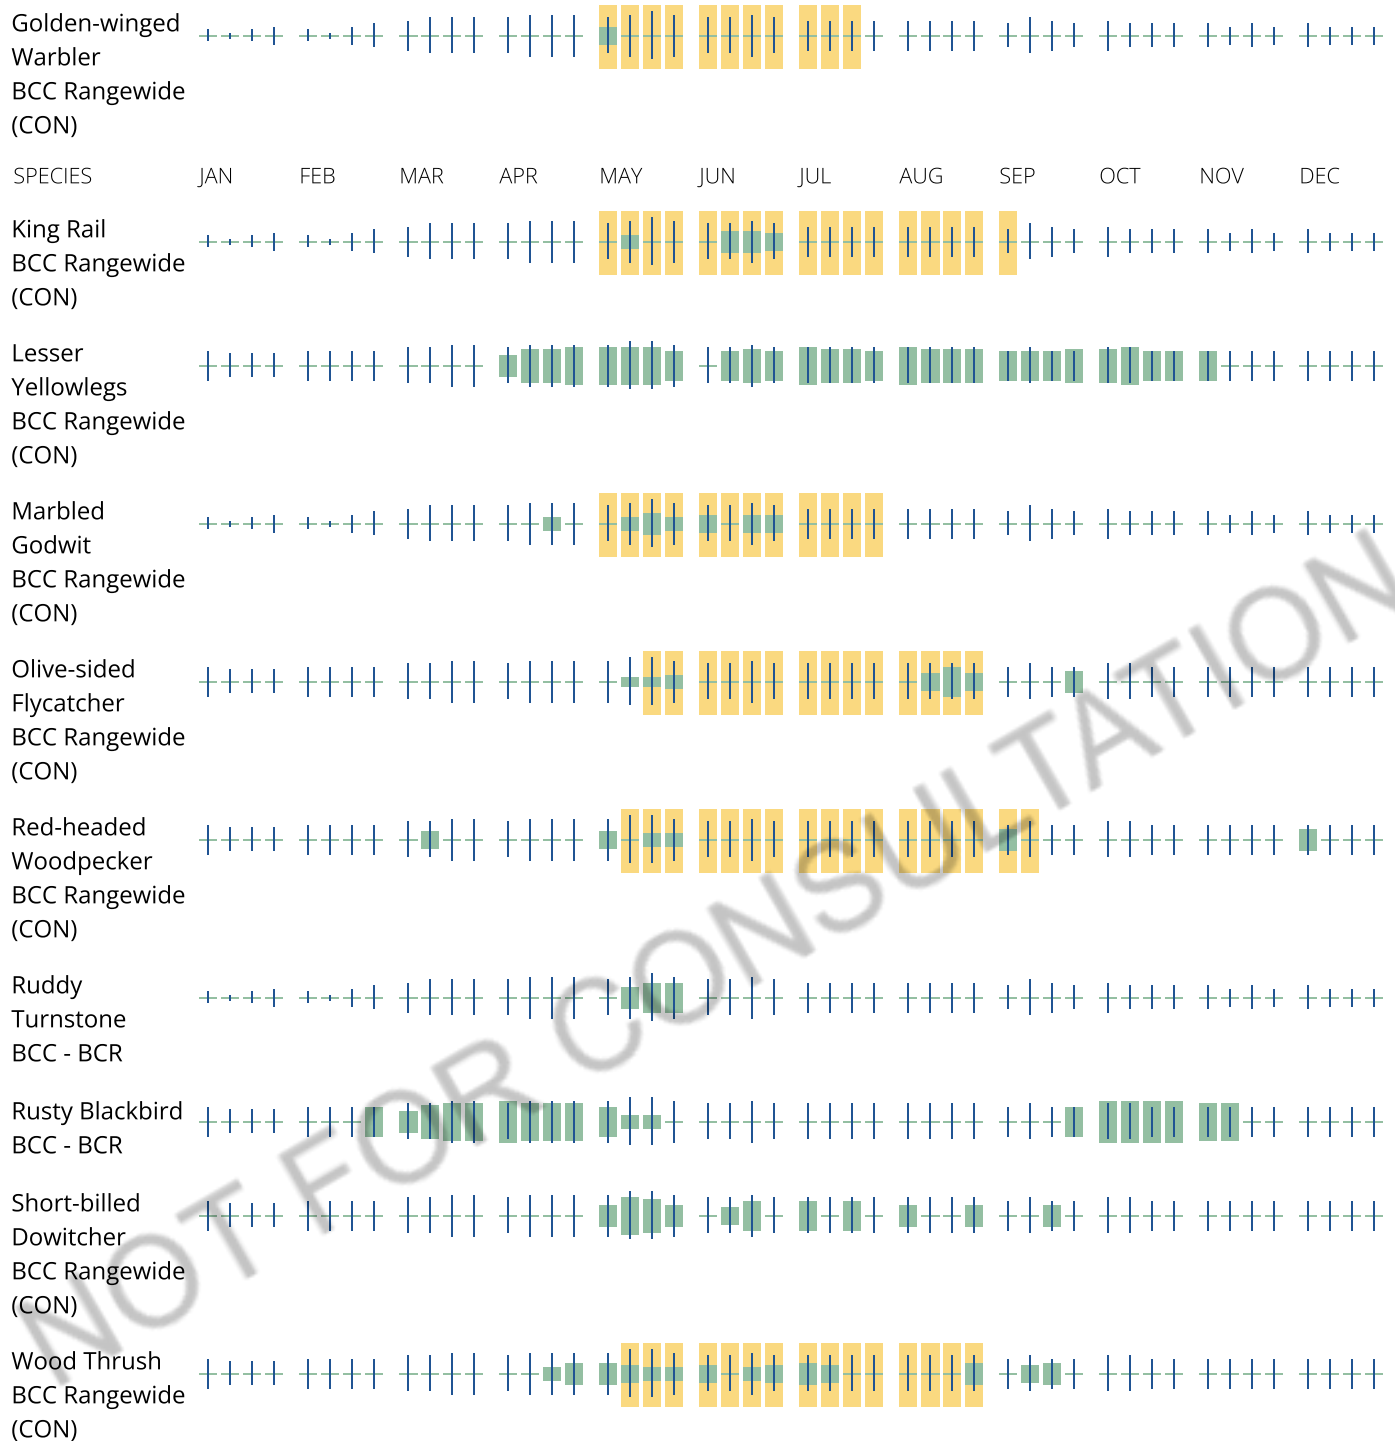 Golden-winged
Warbler
BCC Rangewide
(CON)
SPECIES JAN FEB MAR APR MAY JUN JUL AUG SEP OCT NOV DEC
King Rail
BCC Rangewide
(CON)
Lesser
Yellowlegs
BCC Rangewide
(CON)
Marbled
Godwit
BCC Rangewide
(CON)
Olive-sided
Flycatcher
BCC Rangewide
(CON)
Red-headed
Woodpecker
BCC Rangewide
(CON)
Ruddy
Turnstone
BCC - BCR
Rusty Blackbird
BCC - BCR
Short-billed
Dowitcher
BCC Rangewide
(CON)
Wood Thrush
BCC Rangewide
(CON)
NOT FOR CONSULTATION